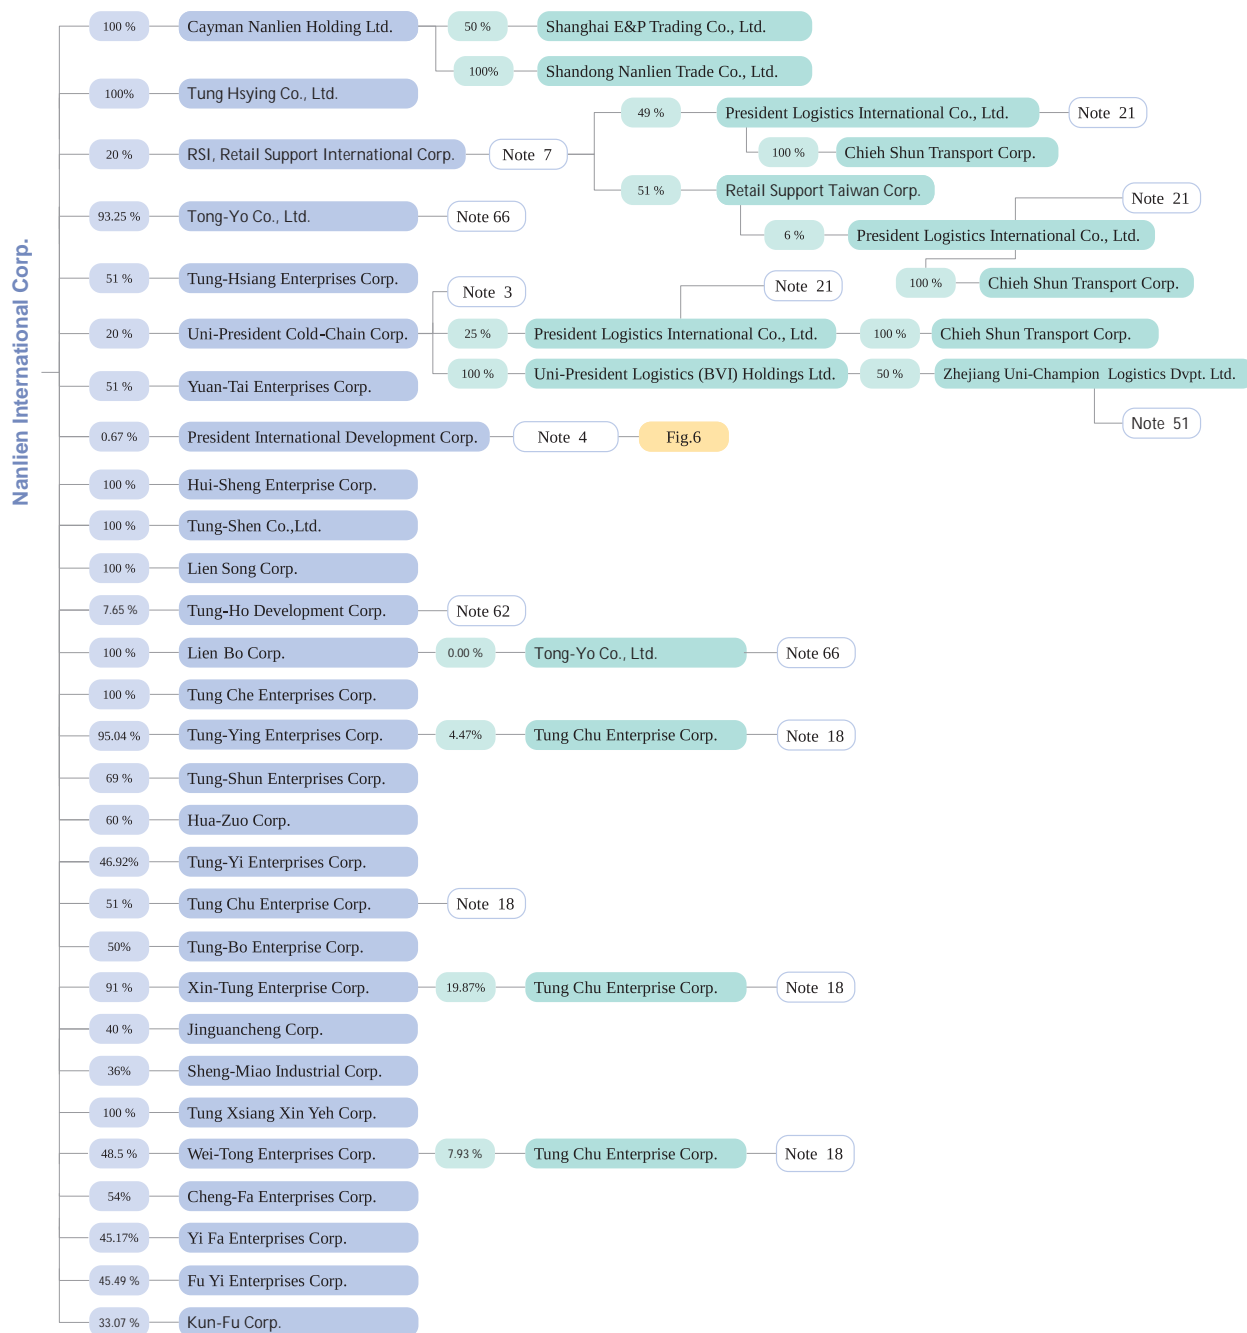 Nanlien International Corp.
100 % Cayman Nanlien Holding Ltd. 50 % Shanghai E&P Trading Co., Ltd.
100% Shandong Nanlien Trade Co., Ltd.
100% Tung Hsying Co., Ltd.
49 % President Logistics International Co., Ltd. Note 21
100 % Chieh Shun Transport Corp.
20 % RSI, Retail Support International Corp. Note 7
51 % Retail Support Taiwan Corp.
Note 21
6 % President Logistics International Co., Ltd.
100 % Chieh Shun Transport Corp.
93.25 % Tong-Yo Co., Ltd. Note 66
51 % Tung-Hsiang Enterprises Corp.
Note 3
Note 21
20 % Uni-President Cold-Chain Corp. 25 % President Logistics International Co., Ltd. 100 % Chieh Shun Transport Corp.
100 % Uni-President Logistics (BVI) Holdings Ltd. 50 % Zhejiang Uni-Champion Logistics Dvpt. Ltd.
Note 51
51 % Yuan-Tai Enterprises Corp.
0.67 % President International Development Corp. Note 4 Fig.6
100 % Hui-Sheng Enterprise Corp.
100 % Tung-Shen Co.,Ltd.
100 % Lien Song Corp.
7.65 % Tung-Ho Development Corp. Note 62
100 % Lien Bo Corp. 0.00 % Tong-Yo Co., Ltd. Note 66
100 % Tung Che Enterprises Corp.
95.04 % Tung-Ying Enterprises Corp. 4.47% Tung Chu Enterprise Corp. Note 18
69 % Tung-Shun Enterprises Corp.
60 % Hua-Zuo Corp.
46.92% Tung-Yi Enterprises Corp.
51 % Tung Chu Enterprise Corp. Note 18
50% Tung-Bo Enterprise Corp.
91 % Xin-Tung Enterprise Corp. 19.87% Tung Chu Enterprise Corp. Note 18
40 % Jinguancheng Corp.
36% Sheng-Miao Industrial Corp.
100 % Tung Xsiang Xin Yeh Corp.
48.5 % Wei-Tong Enterprises Corp. 7.93 % Tung Chu Enterprise Corp. Note 18
54% Cheng-Fa Enterprises Corp.
45.17% Yi Fa Enterprises Corp.
45.49 % Fu Yi Enterprises Corp.
33.07 % Kun-Fu Corp.